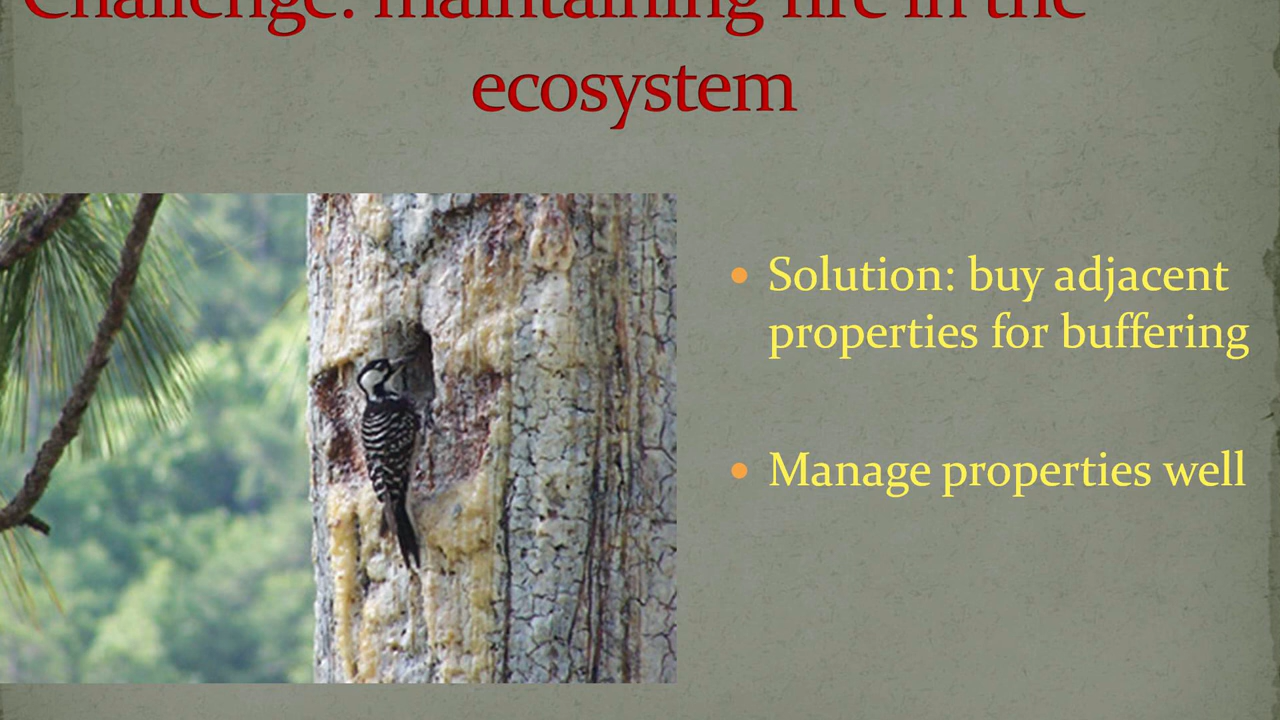 Challenge: maintaining fire in the
ecosystem
Solution: buy adjacent
properties for buffering
Manage properties well